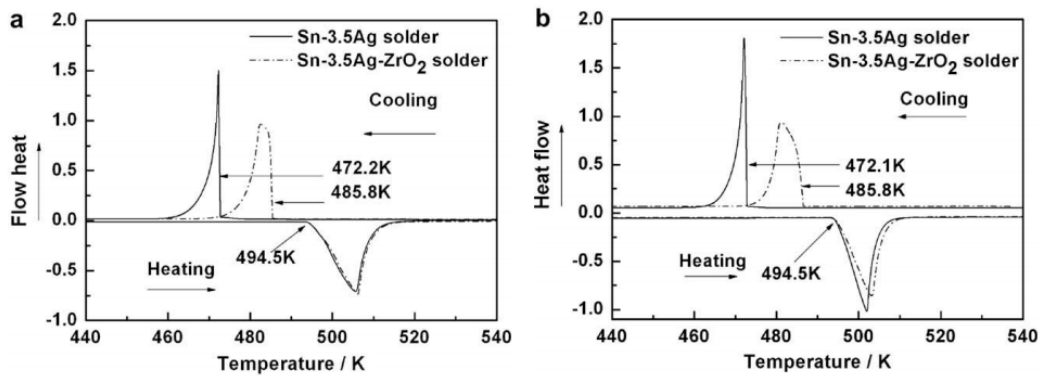 a
2.0
1.5
1.0
0.5
0.0
-0.5
-1.0
Flow heat
Sn-3.5Ag solder
Sn-3.5Ag-ZrO2 solder
Cooling
472.2K
485.8K
494.5K
Heating
440 460 480 500 520 540
Temperature / K
b
2.0
1.5
1.0
0.5
0.0
-0.5
-1.0
Heat flow
Sn-3.5Ag solder
Sn-3.5Ag-ZrO2 solder
Cooling
472.1K
485.8K
494.5K
Heating
440 460 480 500 520 540
Temperature / K